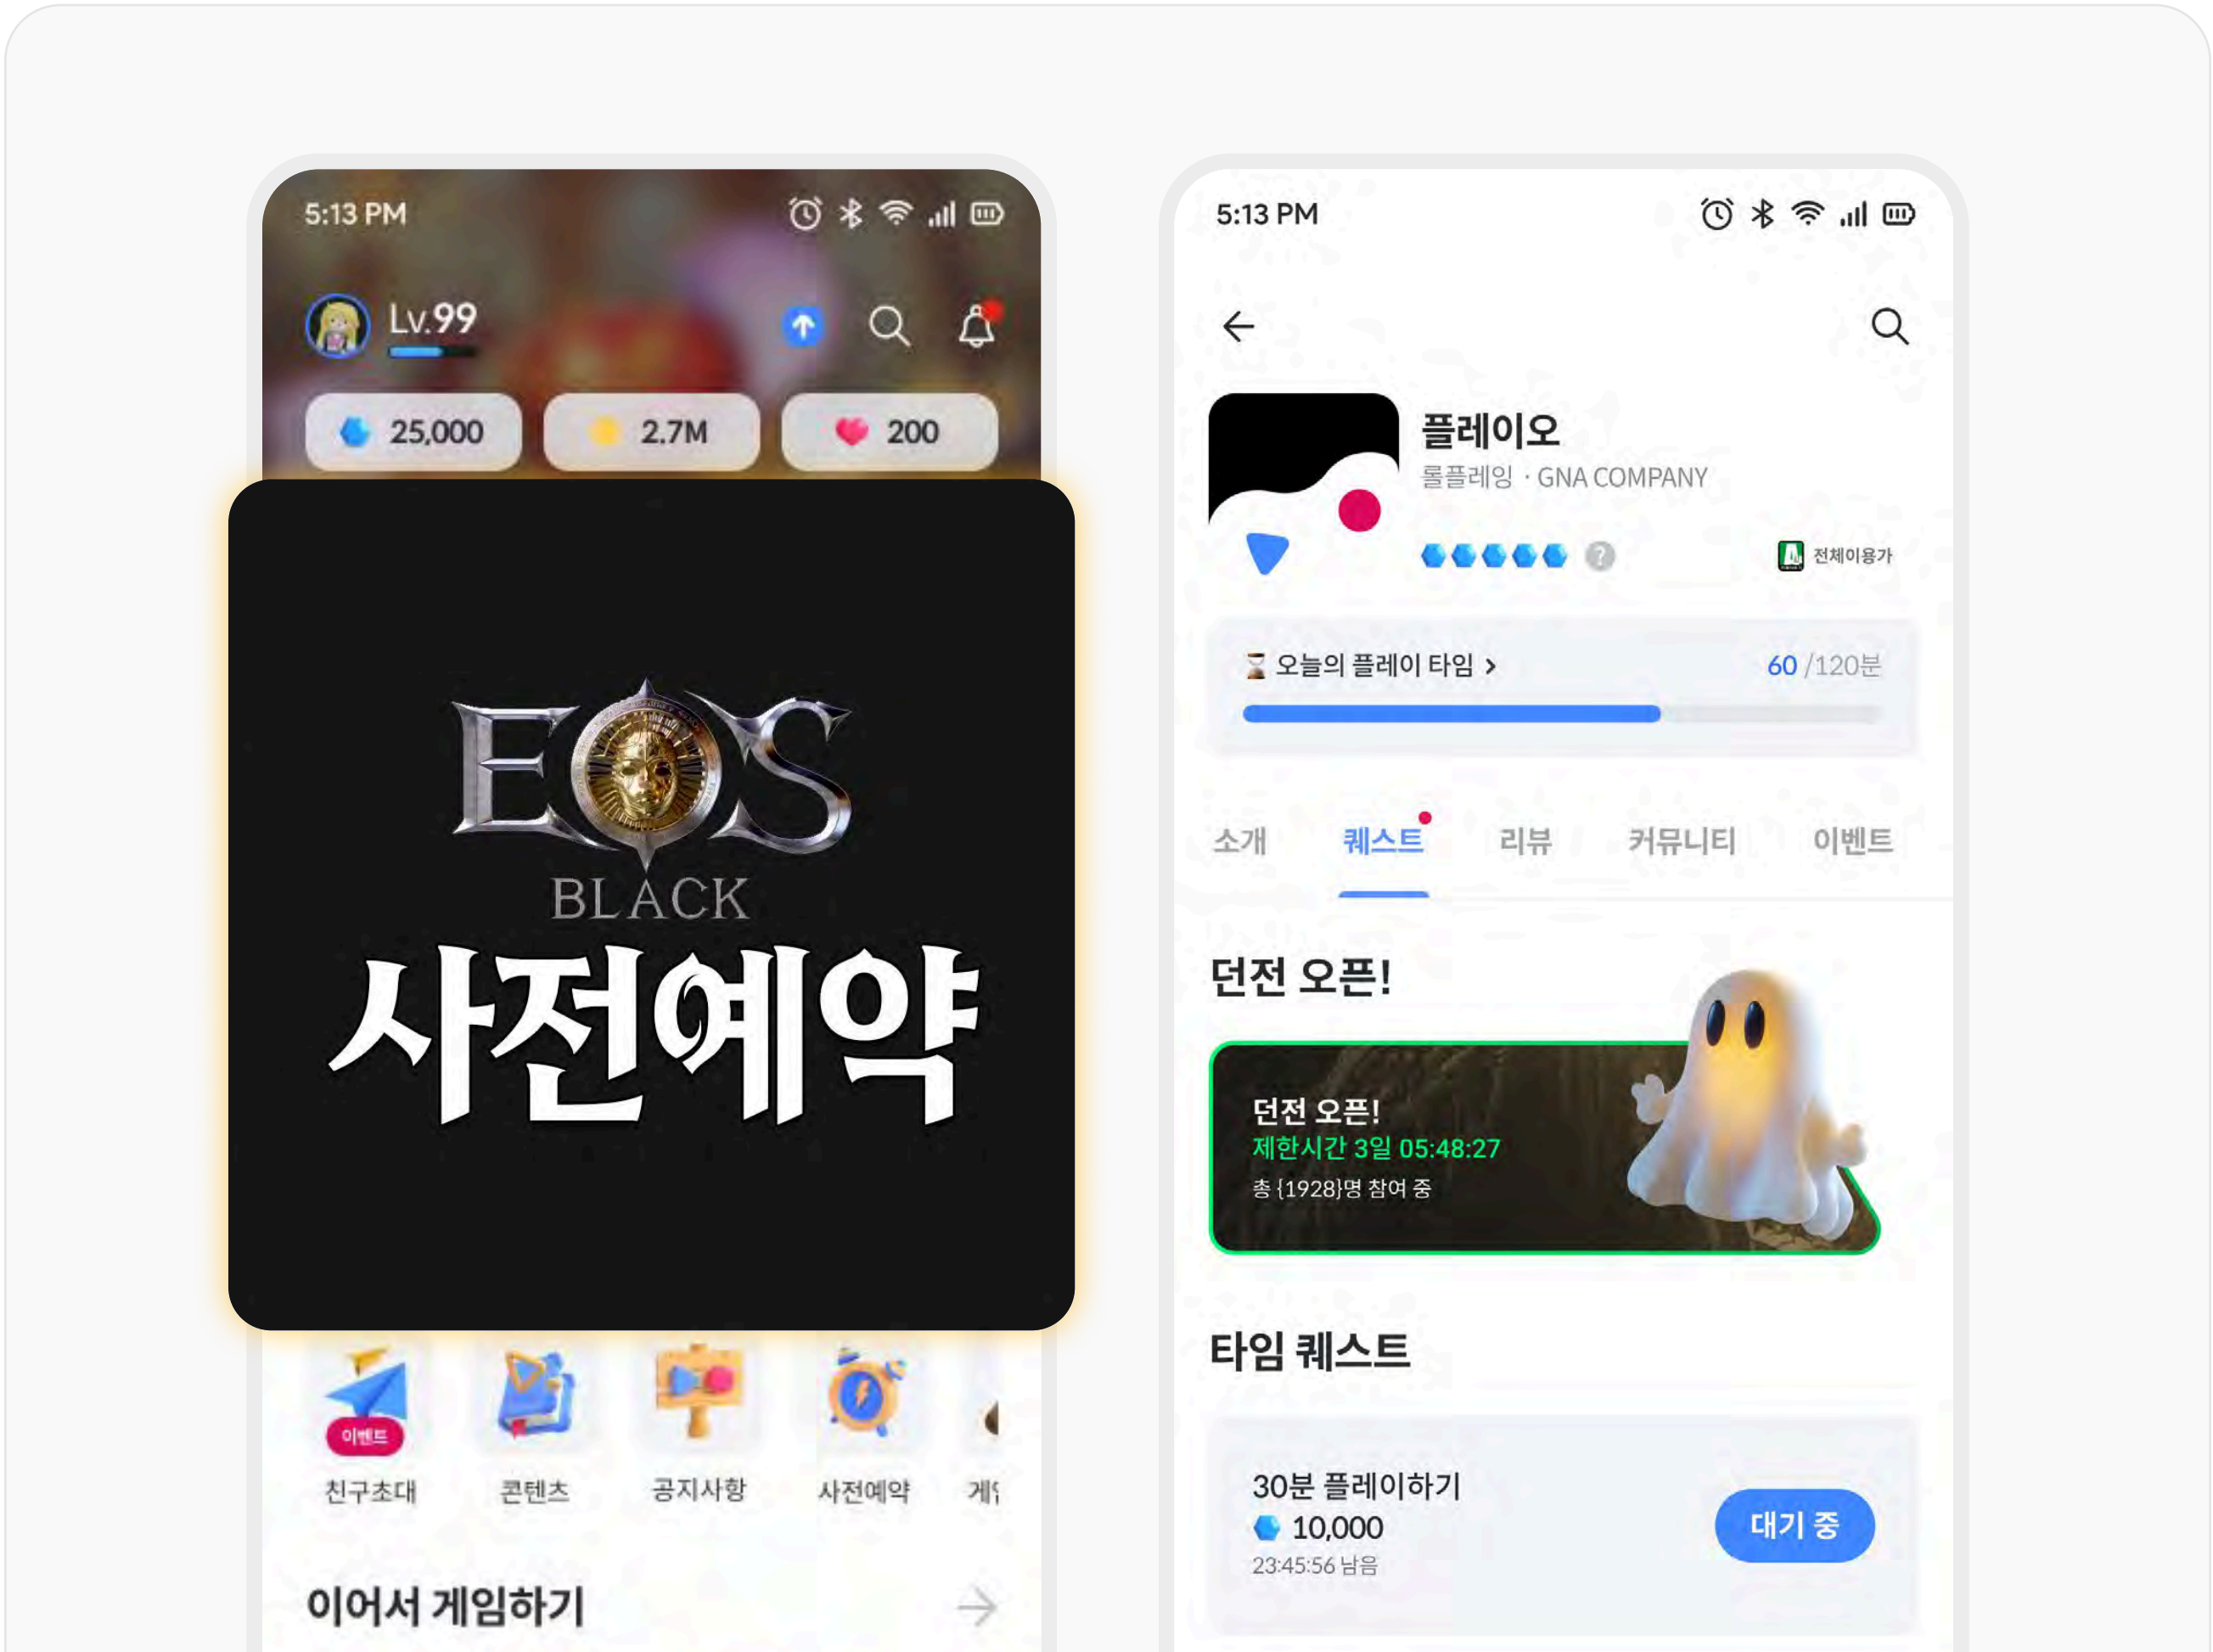 5:13 PM
Lv.99
25,000
2.7M
200
EOS
BLACK
사전예약
이벤트
친구초대
콘텐츠
공지사항
사전예약
이어서 게임하기
5:13 PM
플레이오
롤플레잉 · GNA COMPANY
?
전체이용가
오늘의 플레이 타임 >
60 /120분
소개
퀘스트
리뷰
커뮤니티
이벤트
던전 오픈!
던전 오픈!
제한시간 3일 05:48:27
총 {1928}명 참여 중
타임 퀘스트
30분 플레이하기
10,000
23:45:56 남음
대기 중